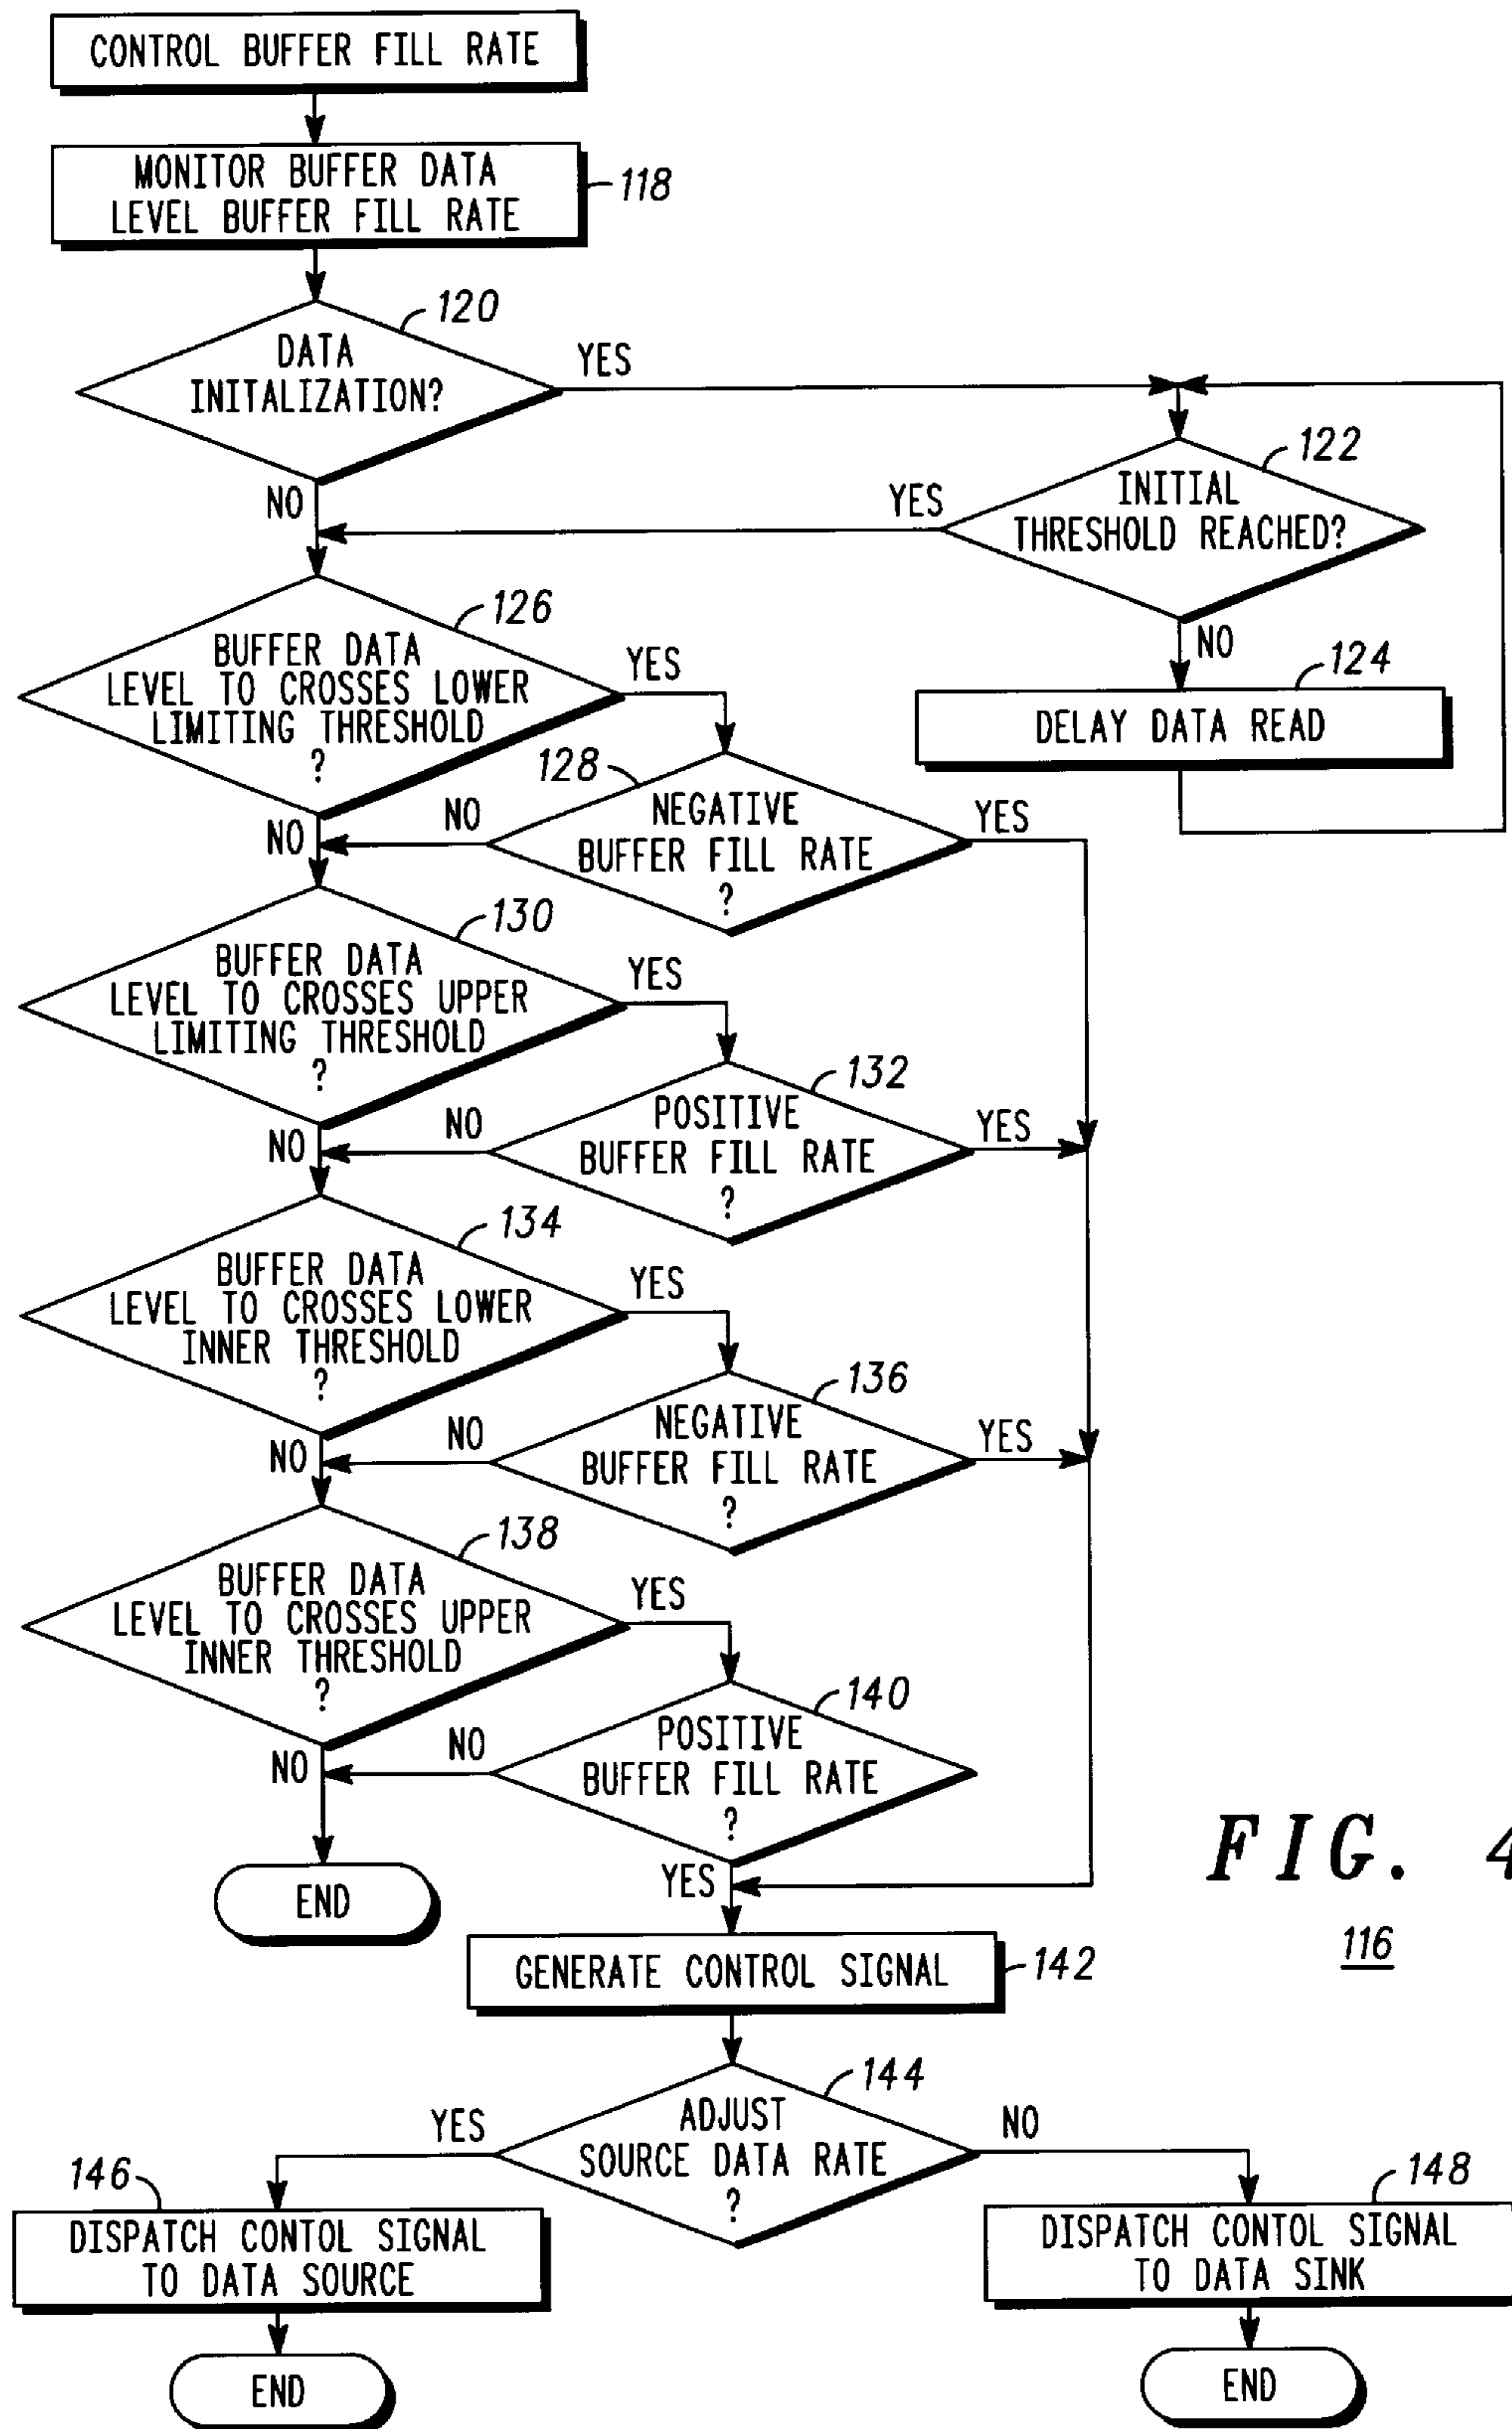 CONTROL BUFFER FILL RATE
MONITOR BUFFER DATA
LEVEL BUFFER FILL RATE
118
120
DATA
INITALIZATION?
YES
NO
122
INITIAL
THRESHOLD REACHED?
YES
NO
124
DELAY DATA READ
126
BUFFER DATA
LEVEL TO CROSSES LOWER
LIMITING THRESHOLD
?
YES
NO
128
NEGATIVE
BUFFER FILL RATE
?
NO
YES
130
BUFFER DATA
LEVEL TO CROSSES UPPER
LIMITING THRESHOLD
?
YES
NO
132
POSITIVE
BUFFER FILL RATE
?
NO
YES
134
BUFFER DATA
LEVEL TO CROSSES LOWER
INNER THRESHOLD
?
YES
NO
136
NEGATIVE
BUFFER FILL RATE
?
NO
YES
138
BUFFER DATA
LEVEL TO CROSSES UPPER
INNER THRESHOLD
?
YES
NO
140
POSITIVE
BUFFER FILL RATE
?
NO
YES
END
FIG. 4
116
GENERATE CONTROL SIGNAL
142
144
ADJUST
SOURCE DATA RATE
?
YES
NO
146
DISPATCH CONTOL SIGNAL
TO DATA SOURCE
END
148
DISPATCH CONTOL SIGNAL
TO DATA SINK
END